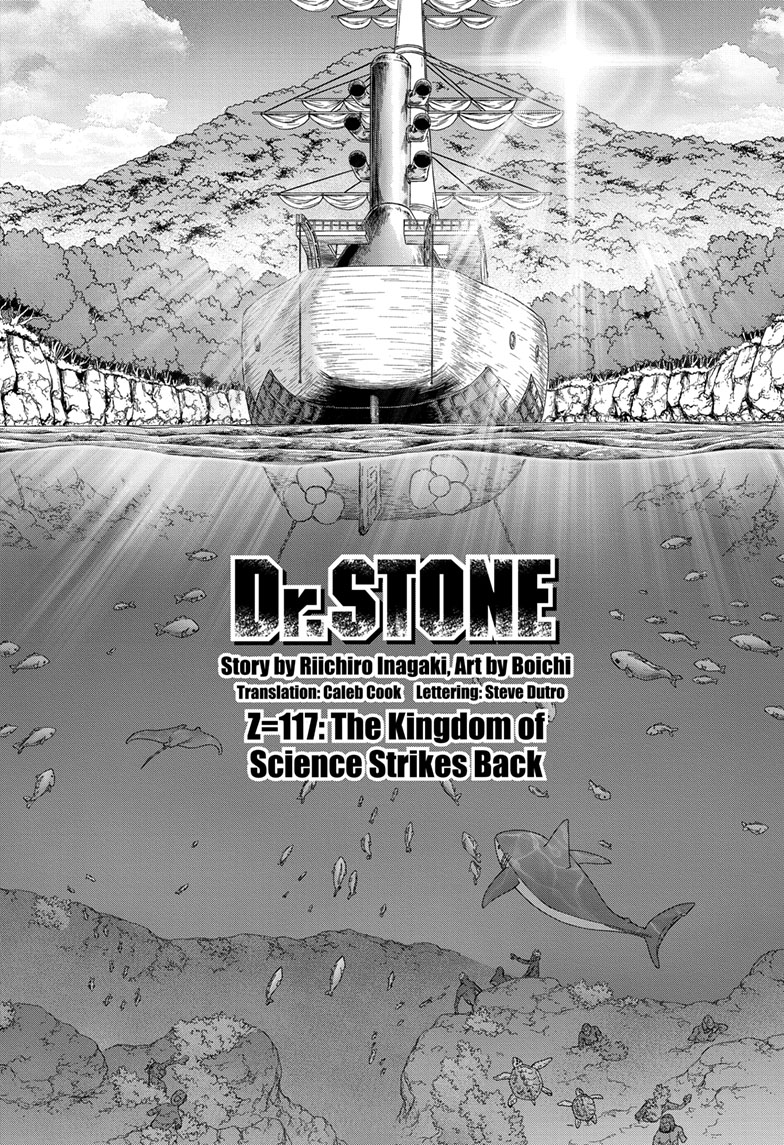 Dr.STONE
Story by Riichiro Inagaki, Art by Boichi
Translation: Caleb Cook Lettering: Steve Dutro
Z=117: The Kingdom of
Science Strikes Back